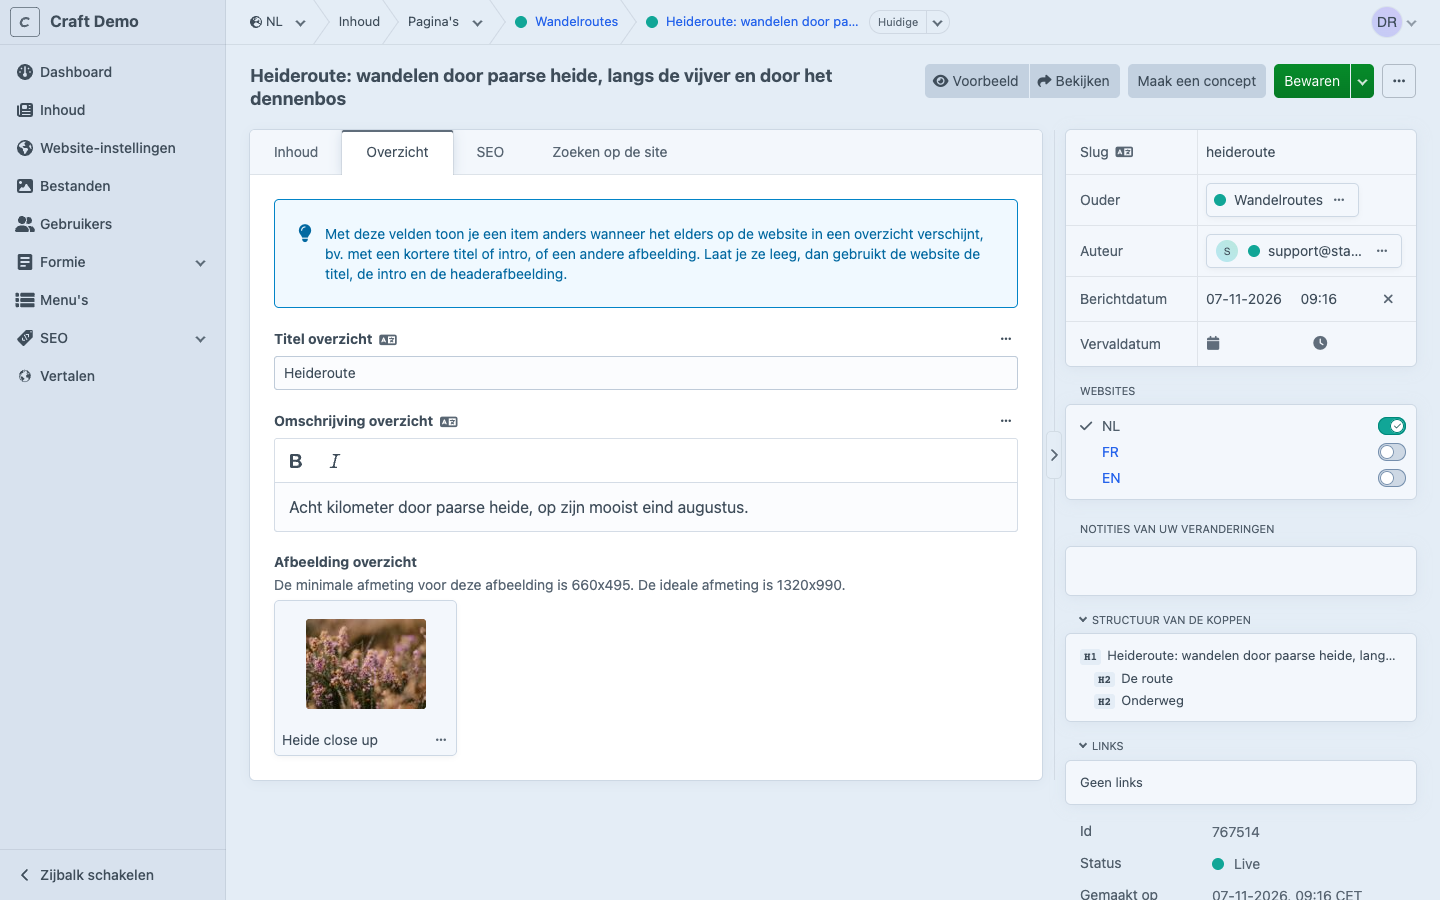 C Craft Demo
NL
Inhoud
Pagina's
Wandelroutes
Heideroute: wandelen door pa...
Huidige
DR
Dashboard
Inhoud
Website-instellingen
Bestanden
Gebruikers
Formie
Menu's
SEO
Vertalen
Zijbalk schakelen
Heideroute: wandelen door paarse heide, langs de vijver en door het
dennenbos
Voorbeeld
Bekijken
Maak een concept
Bewaren
Inhoud
Overzicht
SEO
Zoeken op de site
Met deze velden toon je een item anders wanneer het elders op de website in een overzicht verschijnt,
bv. met een kortere titel of intro, of een andere afbeelding. Laat je ze leeg, dan gebruikt de website de
titel, de intro en de headerafbeelding.
Titel overzicht
Heideroute
Omschrijving overzicht
B I
Acht kilometer door paarse heide, op zijn mooist eind augustus.
Afbeelding overzicht
De minimale afmeting voor deze afbeelding is 660x495. De ideale afmeting is 1320x990.
Heide close up
Slug
heideroute
Ouder
Wandelroutes
Auteur
S support@sta...
Berichtdatum
07-11-2026 09:16
Vervaldatum
WEBSITES
NL
FR
EN
NOTITIES VAN UW VERANDERINGEN
STRUCTUUR VAN DE KOPPEN
H1 Heideroute: wandelen door paarse heide, lang...
H2 De route
H2 Onderweg
LINKS
Geen links
Id 767514
Status Live
Gemaakt op 07-11-2026, 09:16 CET